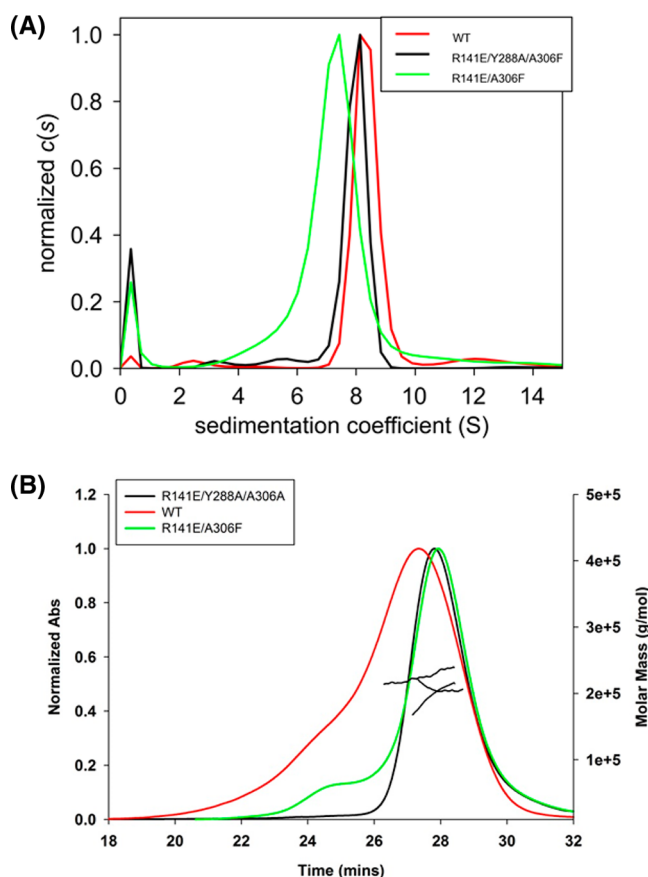 (A)
WT
R141E/Y288A/A306F
R141E/A306F
normalized c(s)
1.0
0.8
0.6
0.4
0.2
0.0
0 2 4 6 8 10 12 14
sedimentation coefficient (S)
(B)
R141E/Y288A/A306A
WT
R141E/A306F
Normalized Abs
1.2
1.0
0.8
0.6
0.4
0.2
0.0
5e+5
4e+5
3e+5
2e+5
1e+5
Molar Mass (g/mol)
18 20 22 24 26 28 30 32
Time (mins)